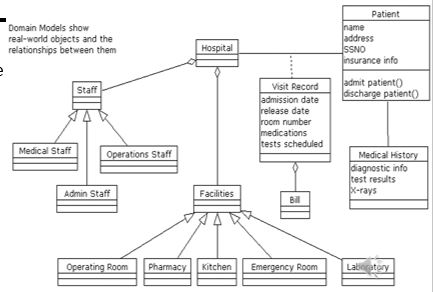 Domain Models show
real-world objects and the
relationships between them
e
Hospital
Patient
name
address
SSNO
insurance info
admit patient()
discharge patient()
Staff
Visit Record
admission date
release date
room number
medications
tests scheduled
Medical Staff
Operations Staff
Medical History
diagnostic info
test results
X-rays
Admin Staff
Facilities
Bill
Operating Room
Pharmacy
Kitchen
Emergency Room
Laboratory